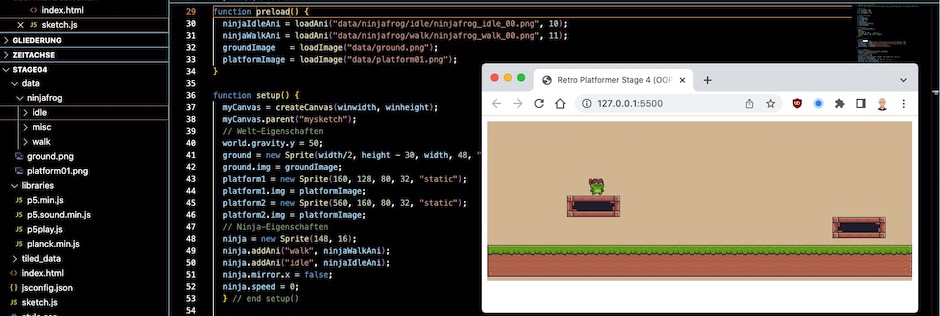 index.html
sketch.js
GLIEDERUNG
ZEITACHSE
STAGE04
data
ninjafrog
idle
misc
walk
ground.png
platform01.png
libraries
p5.min.js
p5.sound.min.js
p5play.js
planck.min.js
tiled_data
index.html
jsconfig.json
sketch.js
29 function preload() {
30 ninjaIdleAni = loadAni("data/ninjafrog/idle/ninjafrog_idle_00.png", 10);
31 ninjaWalkAni = loadAni("data/ninjafrog/walk/ninjafrog_walk_00.png", 11);
32 groundImage = loadImage("data/ground.png");
33 platformImage = loadImage("data/platform01.png");
34 }
35
36 function setup() {
37 myCanvas = createCanvas(winwidth, winheight);
38 myCanvas.parent("mysketch");
39 // Welt-Eigenschaften
40 world.gravity.y = 50;
41 ground = new Sprite(width/2, height - 30, width, 48, "
42 ground.img = groundImage;
43 platform1 = new Sprite(160, 128, 80, 32, "static");
44 platform1.img = platformImage;
45 platform2 = new Sprite(560, 160, 80, 32, "static");
46 platform2.img = platformImage;
47 // Ninja-Eigenschaften
48 ninja = new Sprite(148, 16);
49 ninja.addAni("walk", ninjaWalkAni);
50 ninja.addAni("idle", ninjaIdleAni);
51 ninja.mirror.x = false;
52 ninja.speed = 0;
53 } // end setup()
54
Retro Platformer Stage 4 (OOP
127.0.0.1:5500